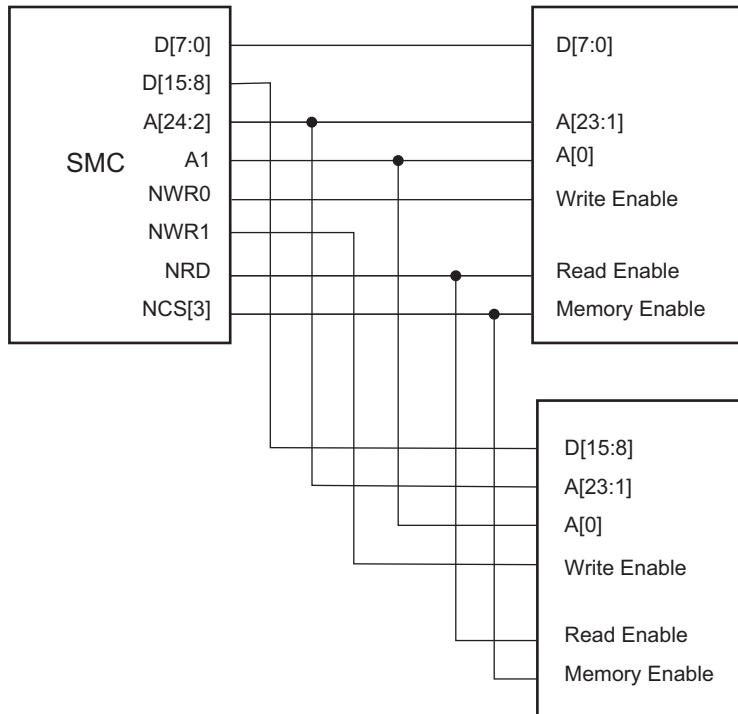 SMC
D[7:0]
D[15:8]
A[24:2]
A1
NWR0
NWR1
NRD
NCS[3]
D[7:0]
A[23:1]
A[0]
Write Enable
Read Enable
Memory Enable
D[15:8]
A[23:1]
A[0]
Write Enable
Read Enable
Memory Enable